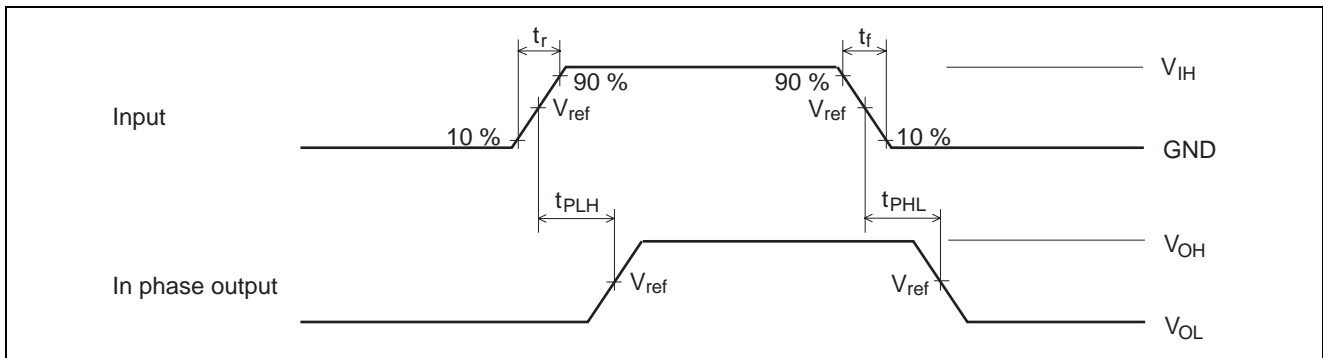 tr
tf
VIH
90 %
90 %
Input
Vref
Vref
10 %
10 %
GND
tPLH
tPHL
VOH
In phase output
Vref
Vref
VOL